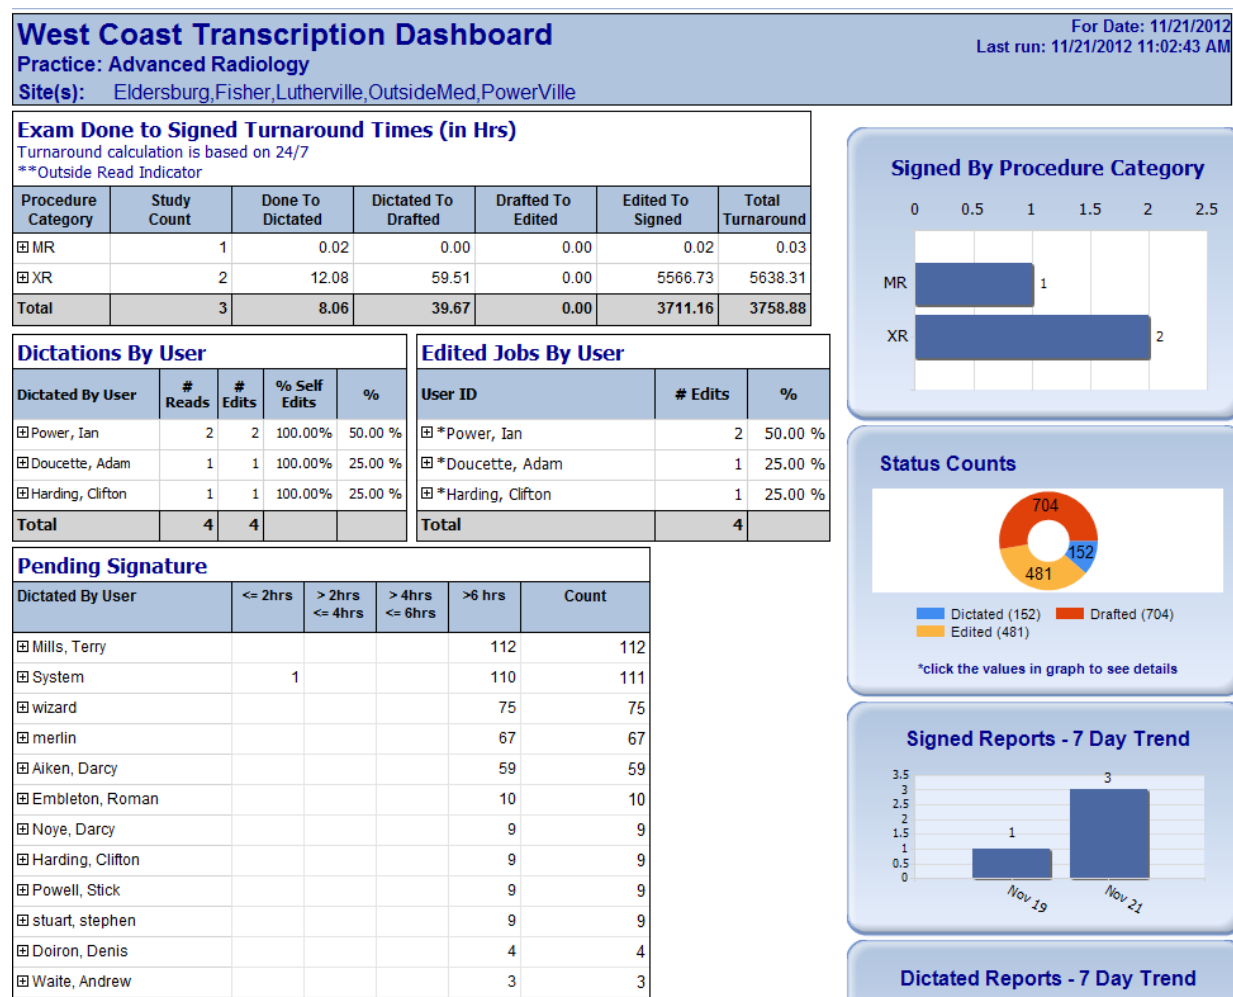 West Coast Transcription Dashboard
For Date: 11/21/2012
Last run: 11/21/2012 11:02:43 AM
Practice: Advanced Radiology
Site(s): Eldersburg,Fisher,Lutherville,OutsideMed,PowerVille
Exam Done to Signed Turnaround Times (in Hrs)
Turnaround calculation is based on 24/7
**Outside Read Indicator
Procedure Category Study Count Done To Dictated Dictated To Drafted Drafted To Edited Edited To Signed Total Turnaround
MR 1 0.02 0.00 0.00 0.02 0.03
XR 2 12.08 59.51 0.00 5566.73 5638.31
Total 3 8.06 39.67 0.00 3711.16 3758.88
Dictations By User
Dictated By User # Reads # Edits % Self Edits %
Power, Ian 2 2 100.00% 50.00 %
Doucette, Adam 1 1 100.00% 25.00 %
Harding, Clifton 1 1 100.00% 25.00 %
Total 4 4
Edited Jobs By User
User ID # Edits %
*Power, Ian 2 50.00 %
*Doucette, Adam 1 25.00 %
*Harding, Clifton 1 25.00 %
Total 4
Pending Signature
Dictated By User <= 2hrs > 2hrs <= 4hrs > 4hrs <= 6hrs >6 hrs Count
Mills, Terry 112 112
System 1 110 111
wizard 75 75
merlin 67 67
Aiken, Darcy 59 59
Embleton, Roman 10 10
Noye, Darcy 9 9
Harding, Clifton 9 9
Powell, Stick 9 9
stuart, stephen 9 9
Doiron, Denis 4 4
Waite, Andrew 3 3
Signed By Procedure Category
0 0.5 1 1.5 2 2.5
MR 1
XR 2
Status Counts
704
152
481
Dictated (152) Drafted (704)
Edited (481)
*click the values in graph to see details
Signed Reports - 7 Day Trend
3.5
3
2.5
2
1.5
1
0.5
0
1
3
Nov 19
Nov 21
Dictated Reports - 7 Day Trend